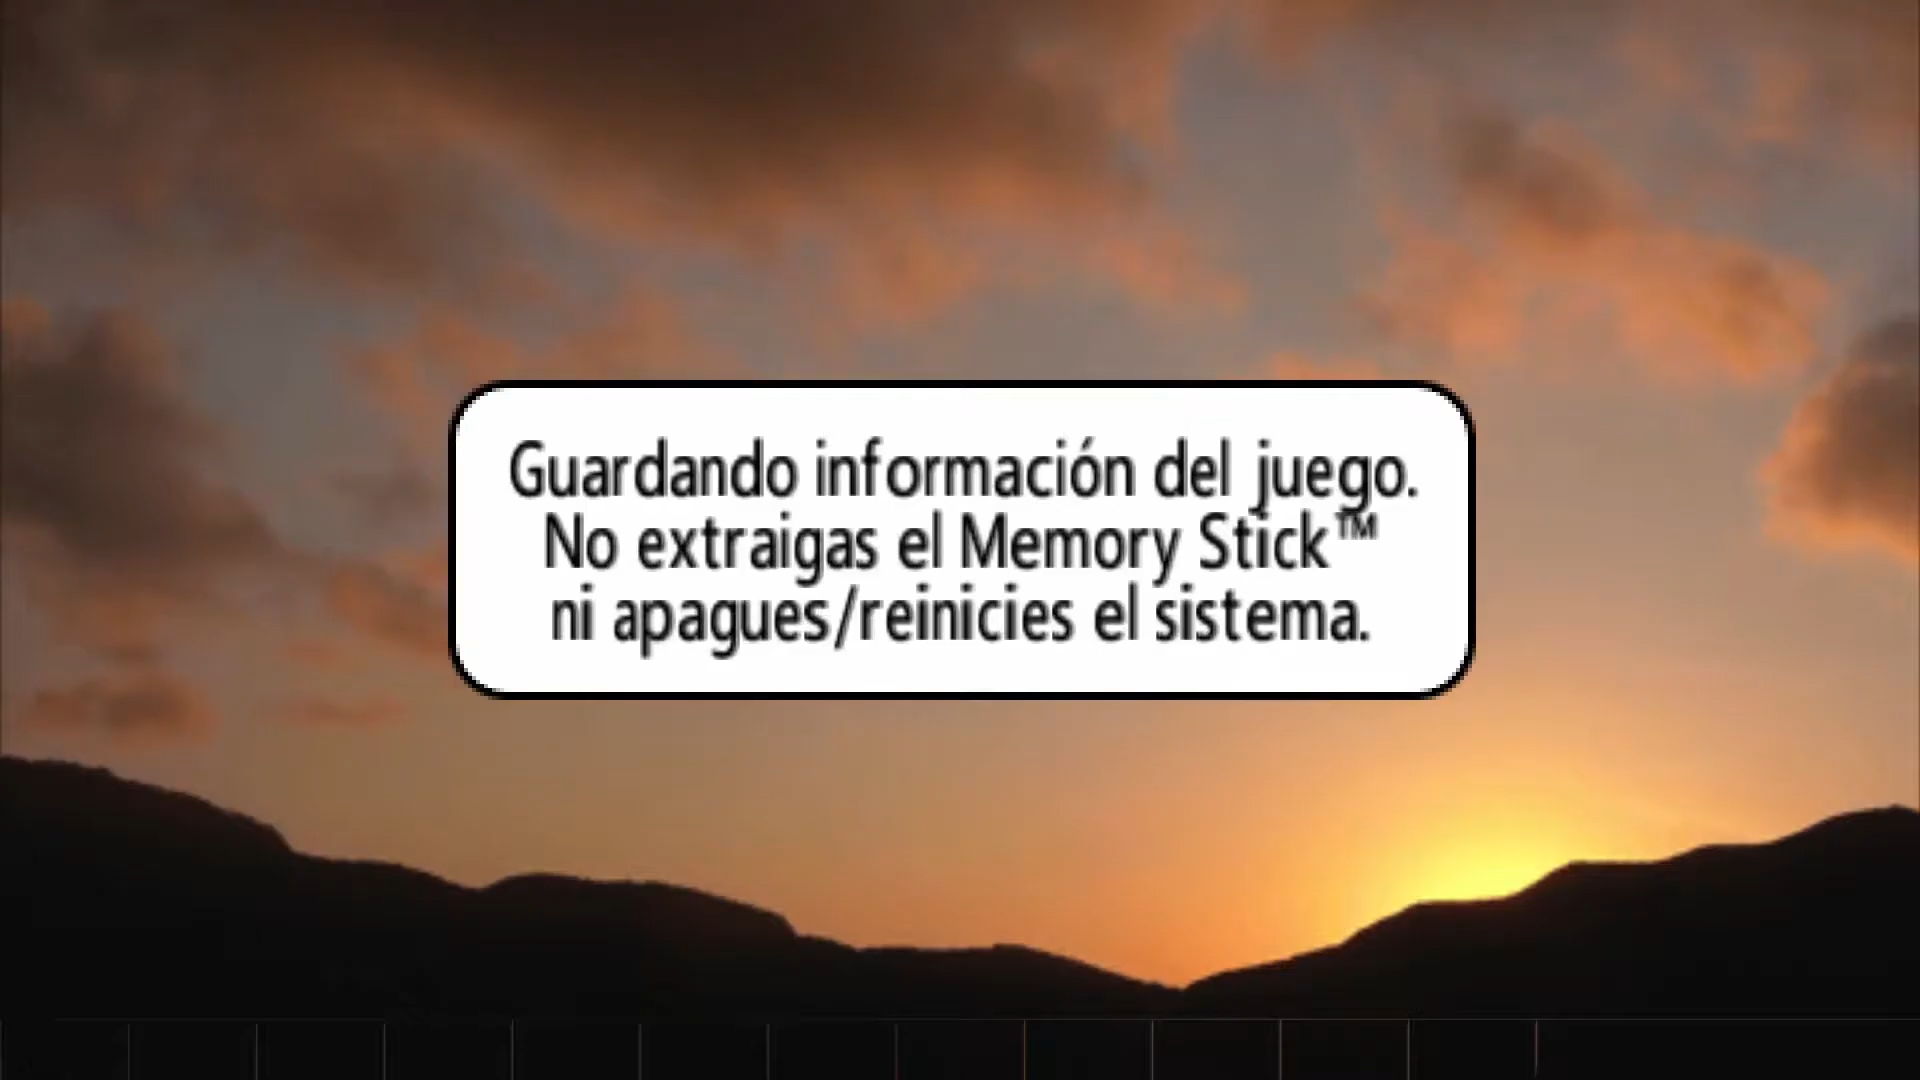 Guardando información del juego.
No extraigas el Memory Stick™
ni apagues/reinicies el sistema.